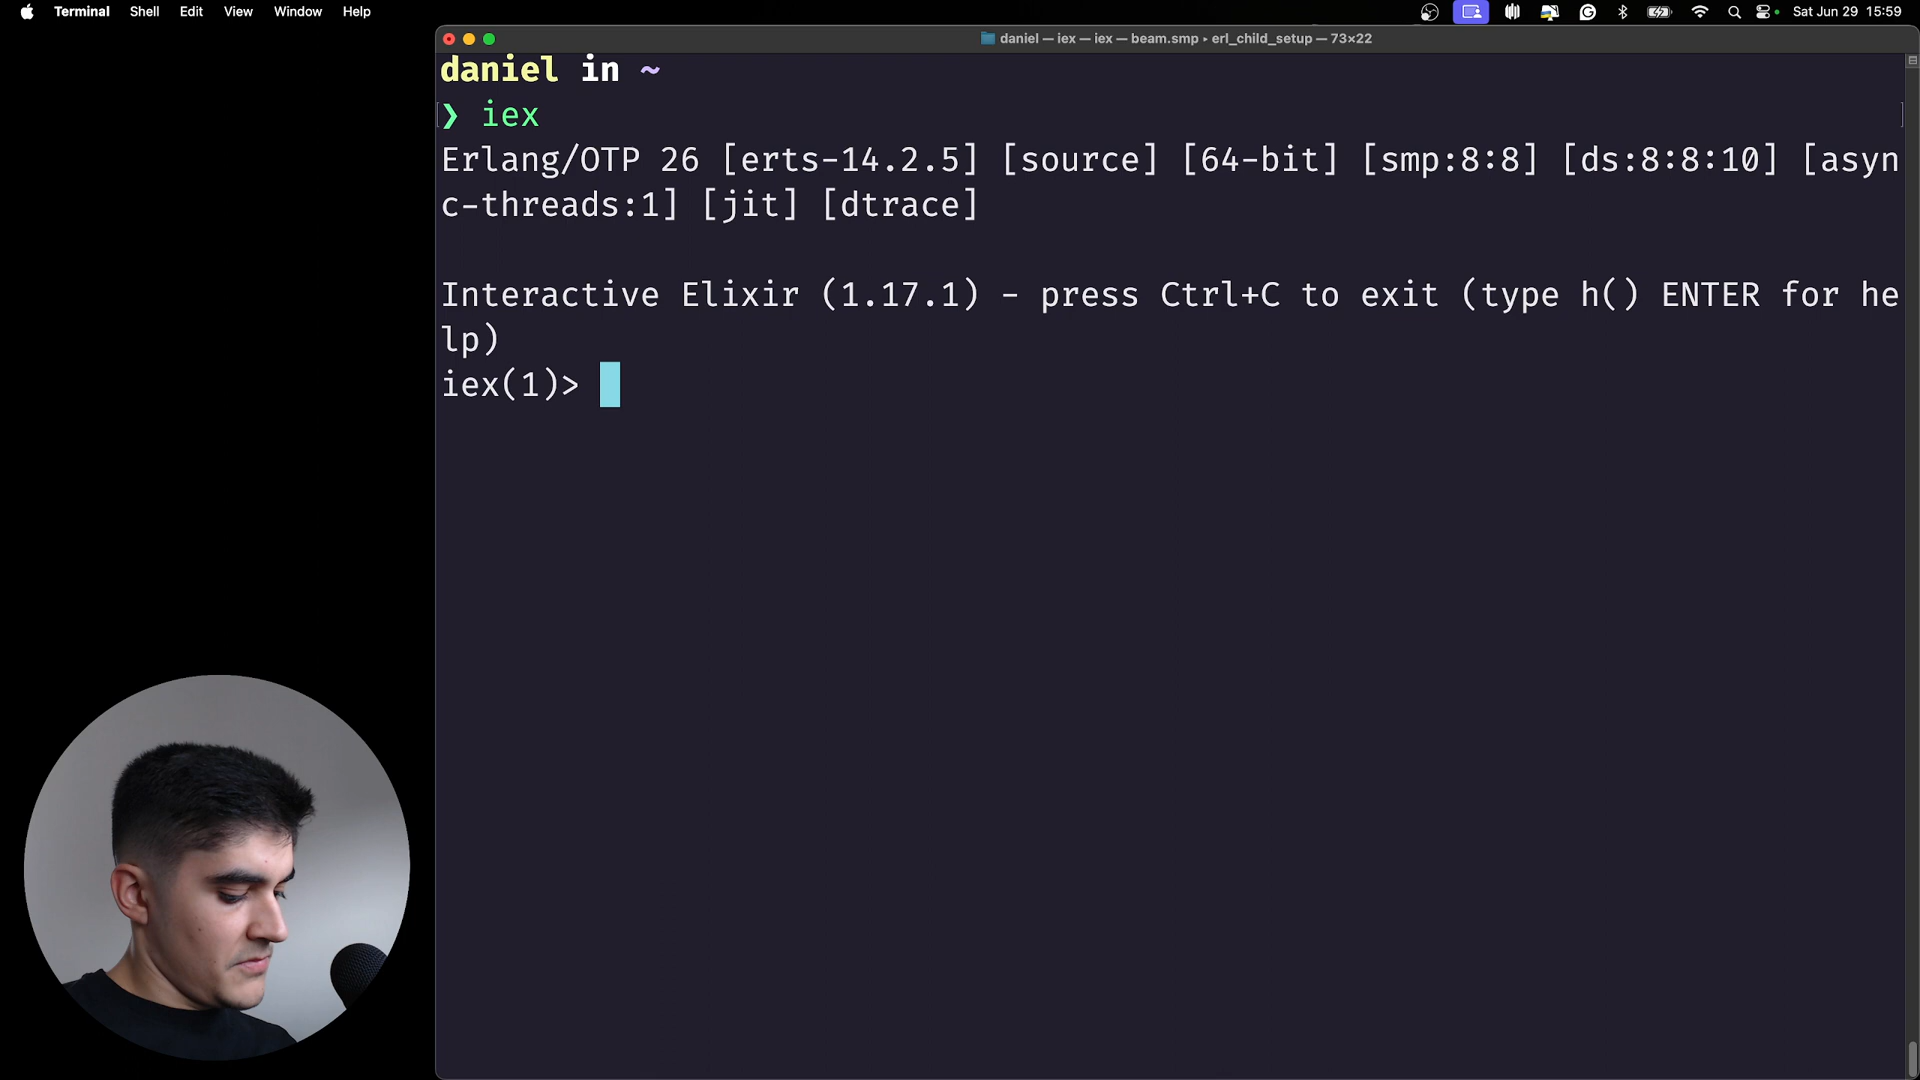 Terminal Shell Edit View Window Help Sat Jun 29 15:59
daniel — iex — iex — beam.smp ▸ erl_child_setup — 73×22
daniel in ~
❯ iex
Erlang/OTP 26 [erts-14.2.5] [source] [64-bit] [smp:8:8] [ds:8:8:10] [asyn
c-threads:1] [jit] [dtrace]
Interactive Elixir (1.17.1) - press Ctrl+C to exit (type h() ENTER for he
lp)
iex(1)>